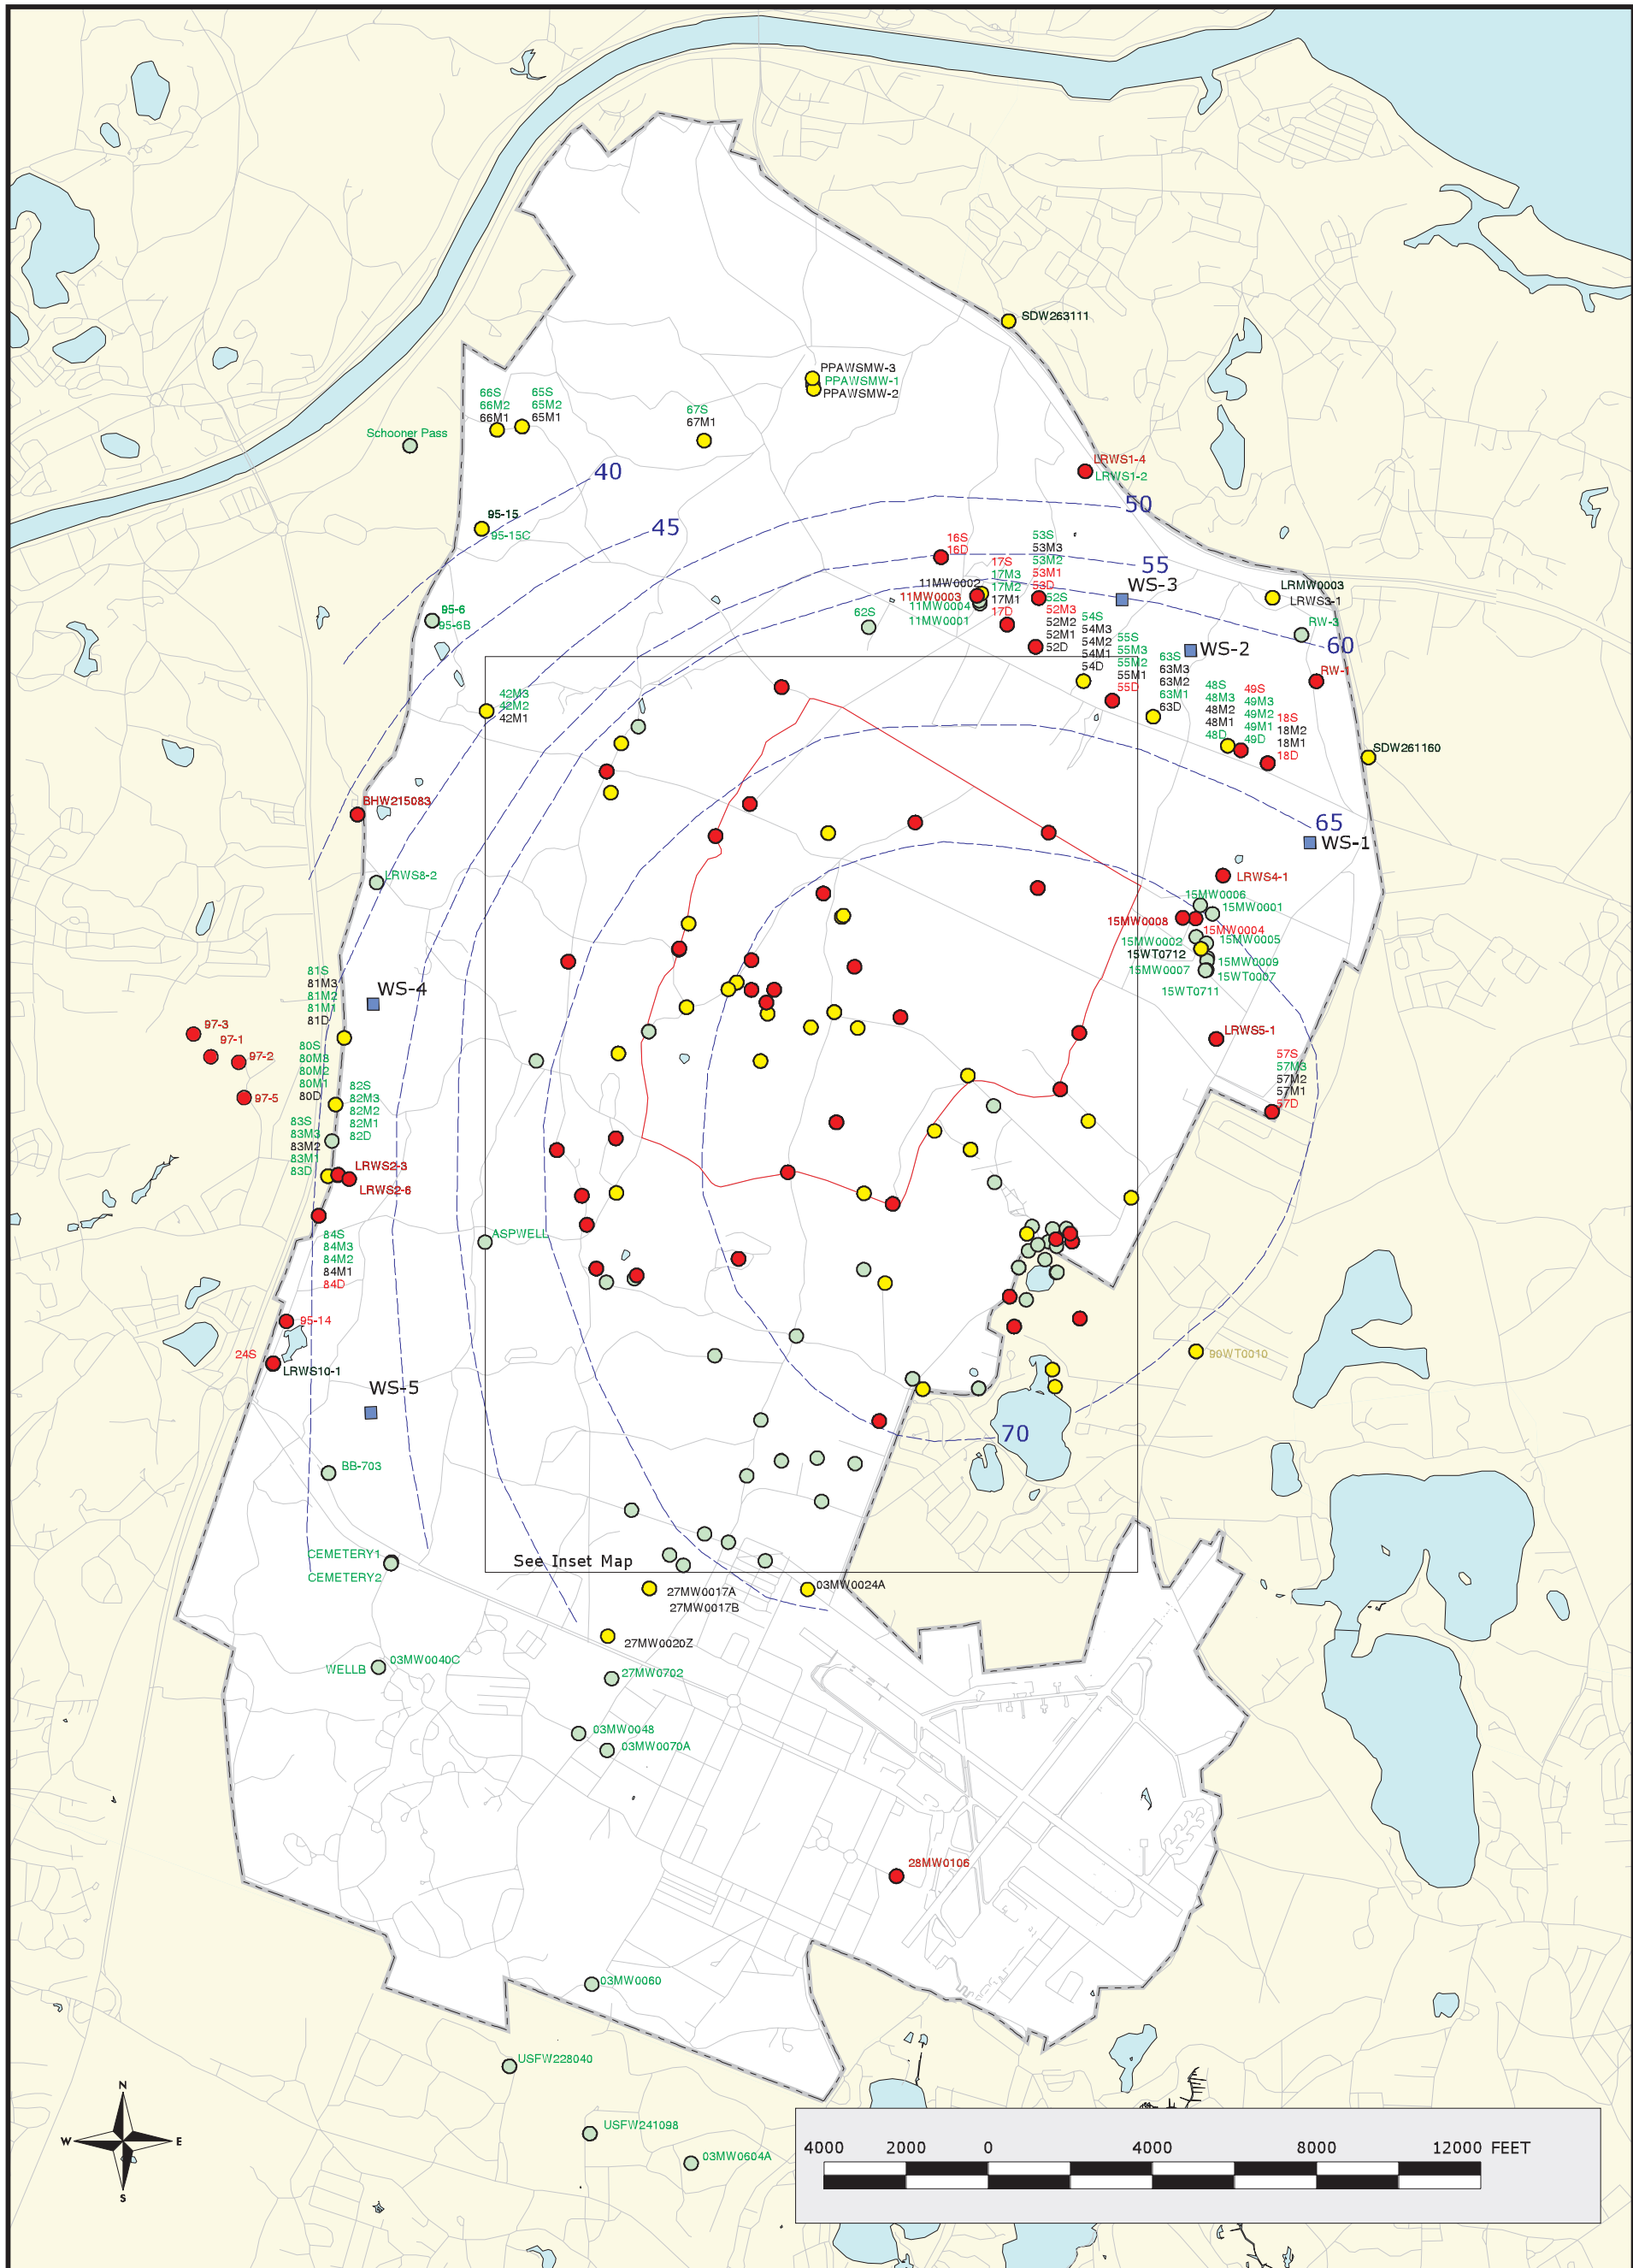 SDW263111
PPAWSMW-3
PPAWSMW-1
PPAWSMW-2
66S
66M2
66M1
65S
65M2
65M1
67S
67M1
Schooner Pass
LRWS1-4
LRWS1-2
40
45
50
55
60
65
70
95-15
95-15C
16S
16D
53S
53M3
53M2
53M1
53D
17S
17M3
17M2
17M1
17D
11MW0002
11MW0003
11MW0004
11MW0001
WS-3
LRMW0003
LRWS3-1
95-6
95-6B
62S
52S
52M3
52M2
52M1
52D
54S
54M3
54M2
54M1
54D
55S
55M3
55M2
55M1
55D
RW-3
WS-2
63S
63M3
63M2
63M1
63D
RW-1
48S
48M3
48M2
48M1
48D
49S
49M3
49M2
49M1
49D
18S
18M2
18M1
18D
42M3
42M2
42M1
SDW261160
BHW215083
WS-1
LRWS8-2
LRWS4-1
15MW0006
15MW0001
15MW0008
15MW0004
15MW0002
15MW0005
15WT0712
15MW0009
15MW0007
15WT0007
15WT0711
81S
81M3
81M2
81M1
81D
WS-4
97-3
97-1
97-2
97-5
LRWS5-1
80S
80M3
80M2
80M1
80D
57S
57M3
57M2
57M1
57D
82S
82M3
82M2
82M1
82D
83S
83M3
83M2
83M1
83D
LRWS2-3
LRWS2-6
84S
84M3
84M2
84M1
84D
ASPWELL
95-14
24S
LRWS10-1
90WT0010
WS-5
BB-703
CEMETERY1
CEMETERY2
See Inset Map
27MW0017A
27MW0017B
03MW0024A
27MW0020Z
WELLB
03MW0040C
27MW0702
03MW0048
03MW0070A
28MW0106
03MW0060
USFW228040
USFW241098
03MW0604A
N
W E
S
4000 2000 0 4000 8000 12000 FEET